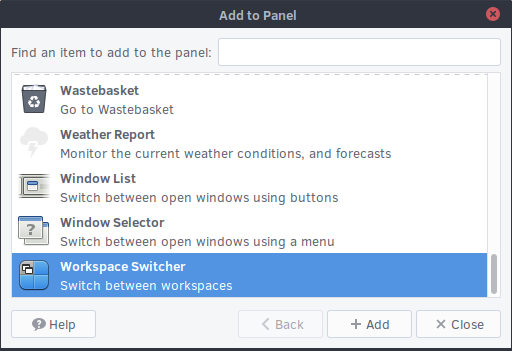 Add to Panel
Find an item to add to the panel:
Wastebasket
Go to Wastebasket
Weather Report
Monitor the current weather conditions, and forecasts
Window List
Switch between open windows using buttons
Window Selector
Switch between open windows using a menu
Workspace Switcher
Switch between workspaces
Help
Back
Add
Close